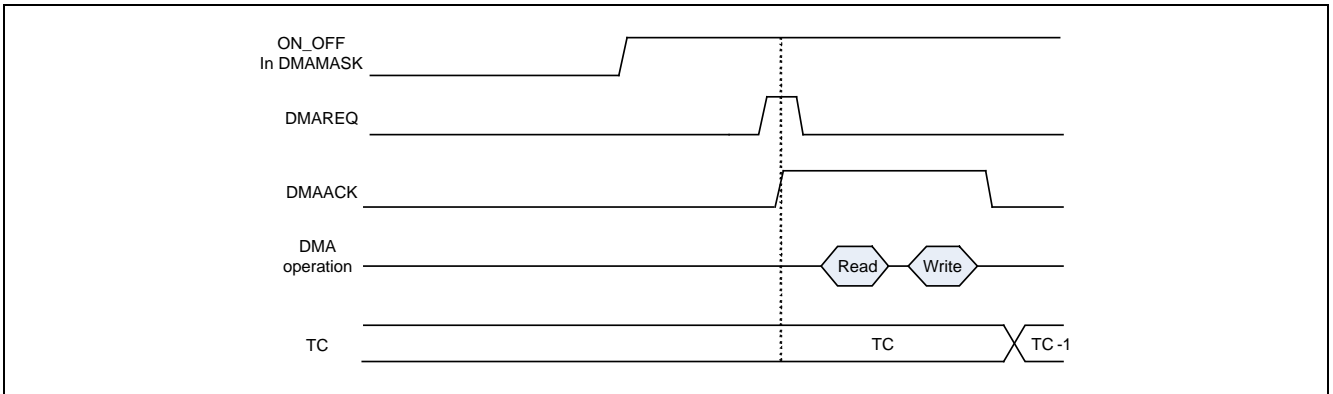 ON_OFF
In DMAMASK
DMAREQ
DMAACK
DMA
operation
Read
Write
TC
TC
TC -1